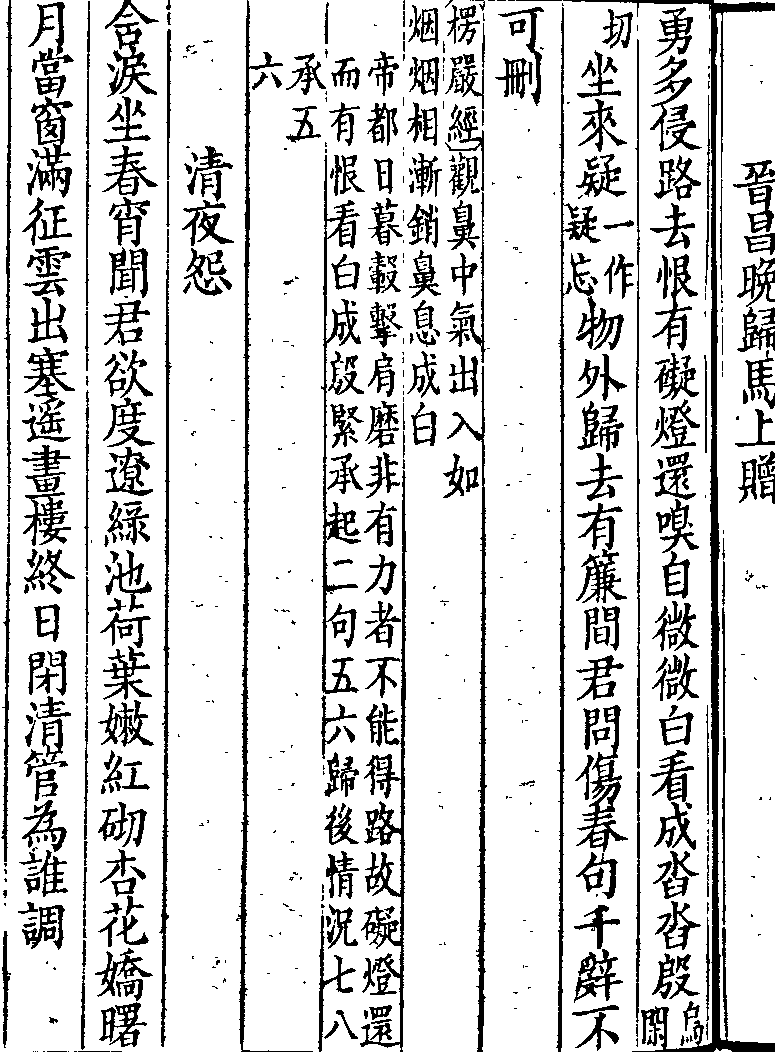 晉昌晚歸馬上贈
勇多侵路去恨有礙燈還嗅自微微白看成沓沓殷烏閑
切坐來疑一作疑忘物外歸去有簾間君問傷春句千辭不
可刪
楞嚴經觀鼻中氣出入如
烟烟相漸銷鼻息成白
帝都日暮轂擊肩磨非有力者不能得路故礙燈還
而有恨看白成殷緊承起二句五六歸後情況七八
承五
六
清夜怨
含淚坐春宵聞君欲度遼綠池荷葉嫩紅砌杏花嬌曙
月當窗滿征雲出塞遙畫樓終日閉清管為誰調